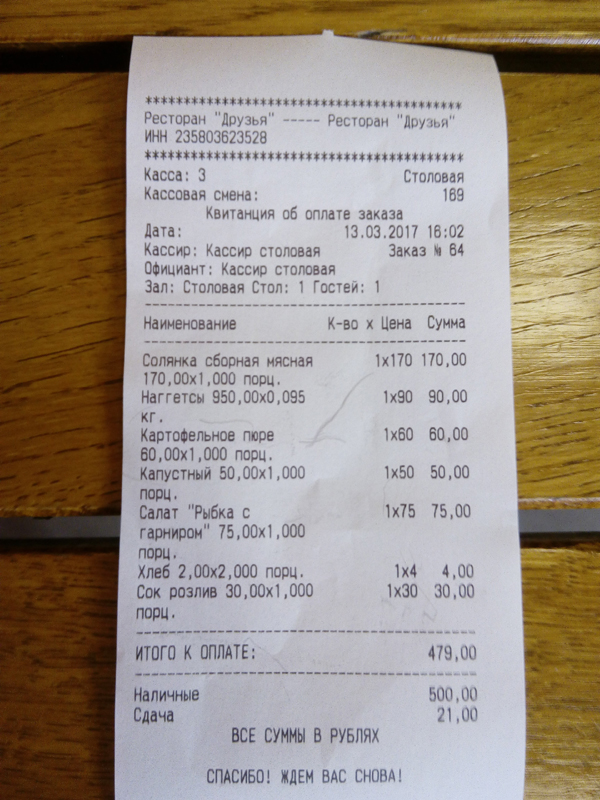 ****************************************
Ресторан "Друзья" ----- Ресторан "Друзья"
ИНН 235803623528
****************************************
Касса: 3 Столовая
Кассовая смена: 169
Квитанция об оплате заказа
Дата: 13.03.2017 16:02
Кассир: Кассир столовая Заказ № 64
Официант: Кассир столовая
Зал: Столовая Стол: 1 Гостей: 1
----------------------------------------
Наименование К-во х Цена Сумма
----------------------------------------
Солянка сборная мясная 1х170 170,00
170,00х1,000 порц.
Наггетсы 950,00х0,095 1х90 90,00
кг.
Картофельное пюре 1х60 60,00
60,00х1,000 порц.
Капустный 50,00х1,000 1х50 50,00
порц.
Салат "Рыбка с 1х75 75,00
гарниром" 75,00х1,000
порц.
Хлеб 2,00х2,000 порц. 1х4 4,00
Сок розлив 30,00х1,000 1х30 30,00
порц.
----------------------------------------
ИТОГО К ОПЛАТЕ: 479,00
----------------------------------------
Наличные 500,00
Сдача 21,00
ВСЕ СУММЫ В РУБЛЯХ
СПАСИБО! ЖДЕМ ВАС СНОВА!